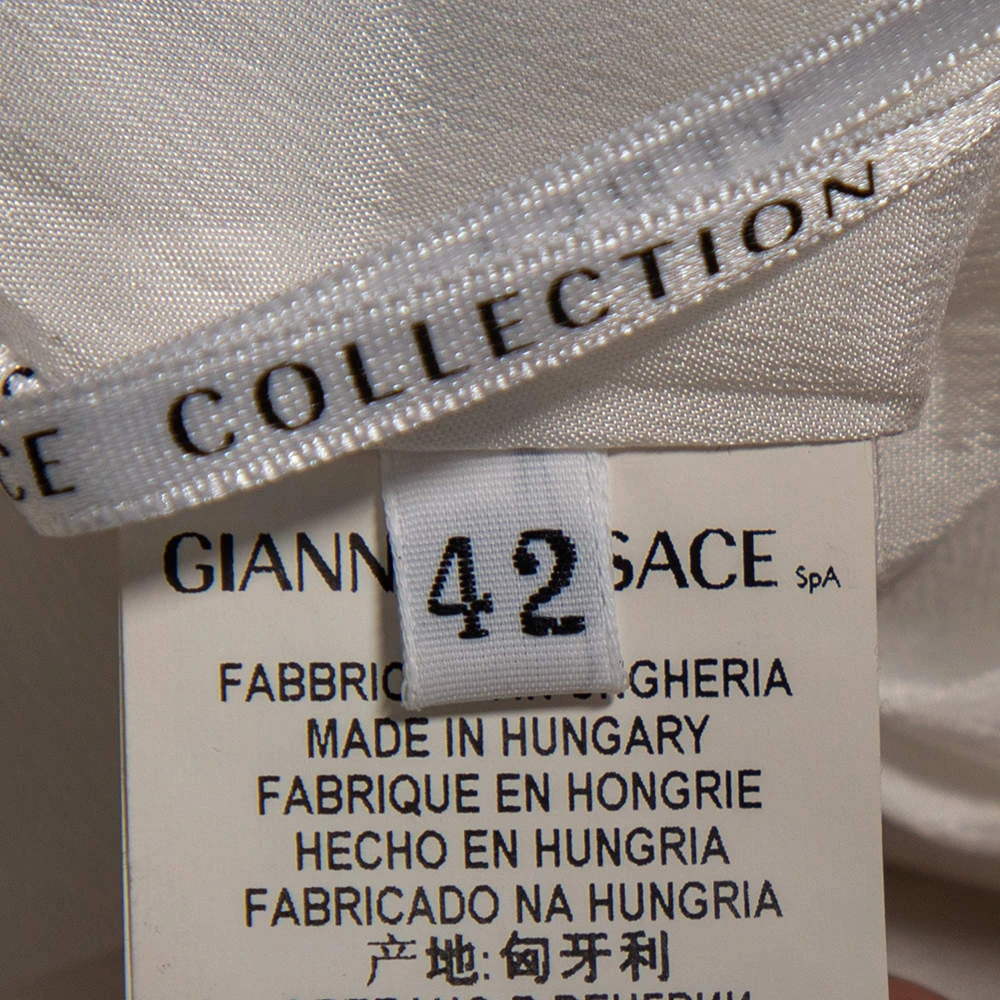 CE COLLECTION
42
GIANN SACE SpA
FABBRIC GHERIA
MADE IN HUNGARY
FABRIQUE EN HONGRIE
HECHO EN HUNGRIA
FABRICADO NA HUNGRIA
产地:匈牙利